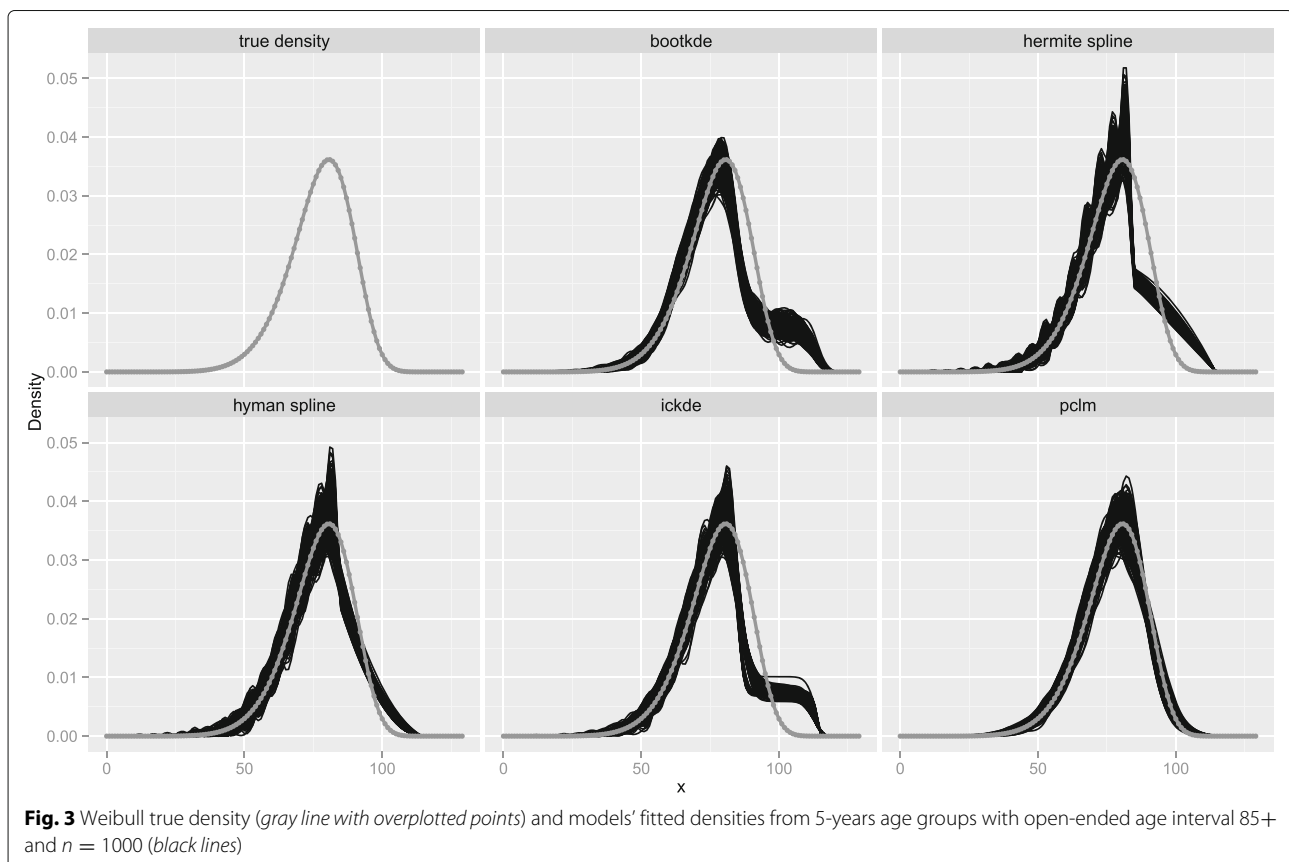 true density
bootkde
hermite spline
0.05
0.04
0.03
0.02
0.01
0.00
hyman spline
ickde
pclm
0.05
0.04
0.03
0.02
0.01
0.00
Density
0
50
100
0
50
100
0
50
100
x
Fig. 3 Weibull true density (gray line with overplotted points) and models’ fitted densities from 5-years age groups with open-ended age interval 85+
and n = 1000 (black lines)